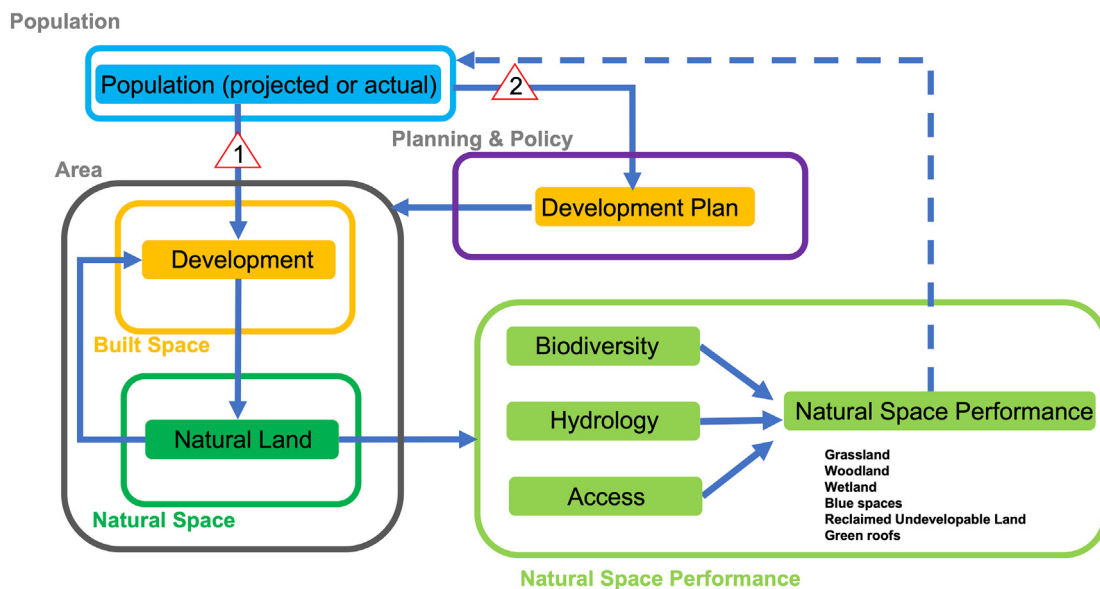 Population
Population (projected or actual)
2
1
Planning & Policy
Area
Development Plan
Development
Built Space
Natural Land
Natural Space
Biodiversity
Hydrology
Access
Natural Space Performance
Grassland
Woodland
Wetland
Blue spaces
Reclaimed Undevelopable Land
Green roofs
Natural Space Performance